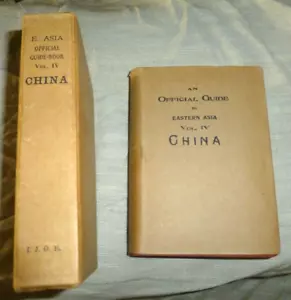 E. ASIA
OFFICIAL
GUIDE-BOOK
VOL. IV
CHINA
I. J. G. R.
AN
OFFICIAL GUIDE
TO
EASTERN ASIA
VOL. IV
CHINA